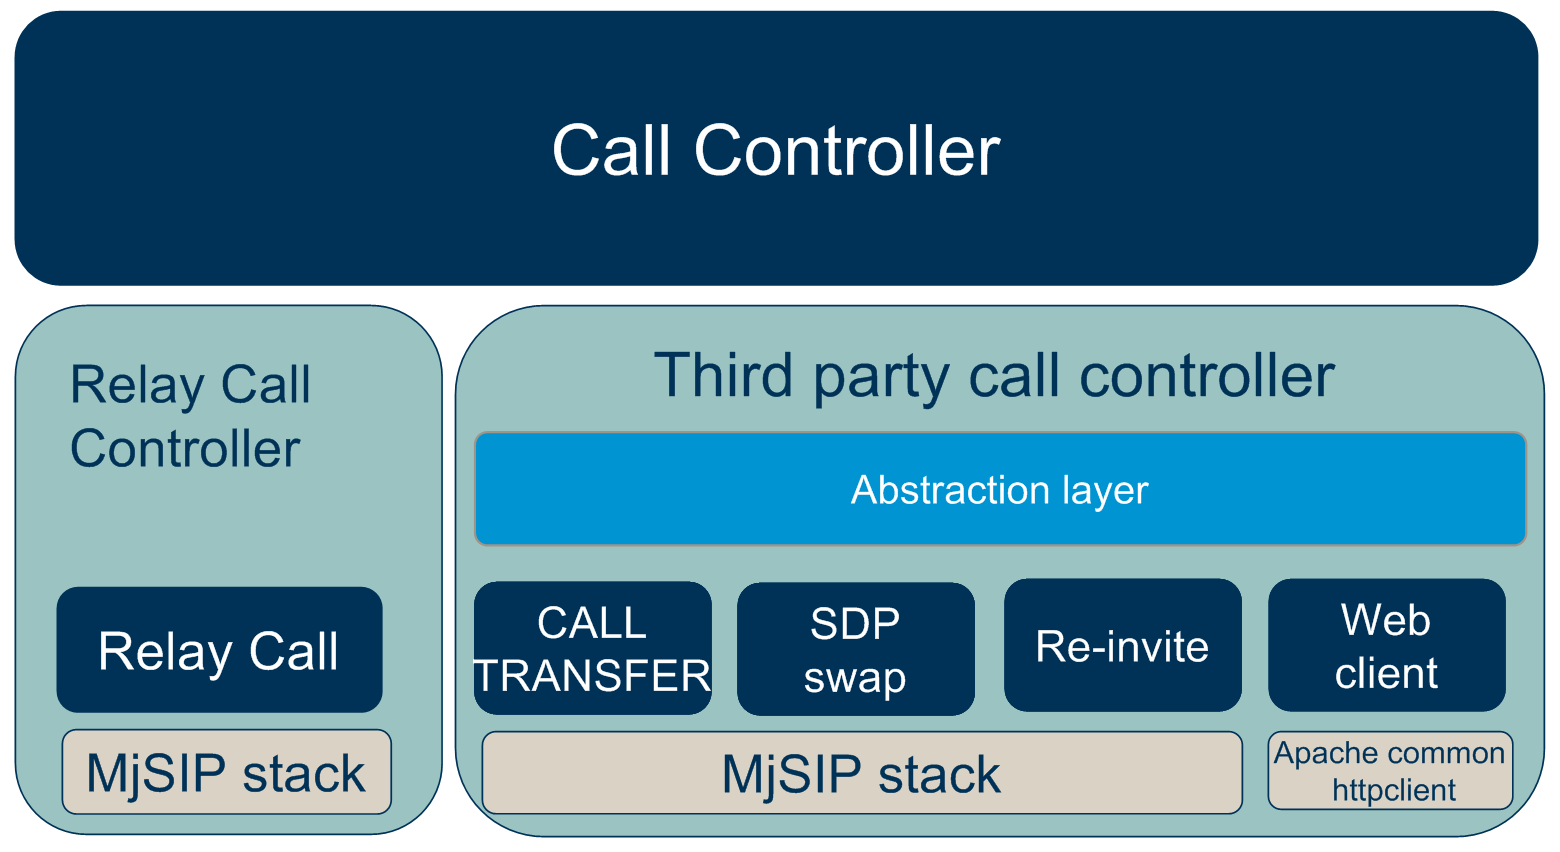 Call Controller
Relay Call
Controller
Relay Call
MjSIP stack
Third party call controller
Abstraction layer
CALL
TRANSFER
SDP
swap
Re-invite
Web
client
MjSIP stack
Apache common
httpclient